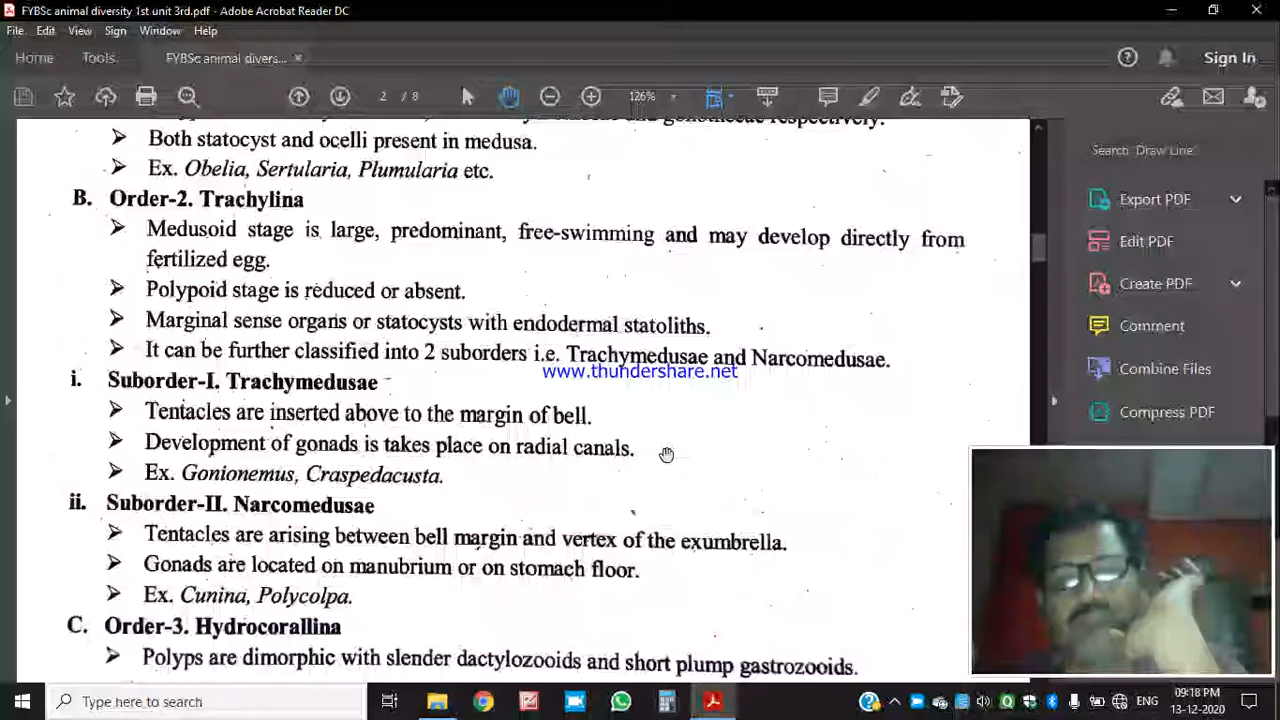 FYBSc animal diversity 1st unit 3rd.pdf - Adobe Acrobat Reader DC
File Edit View Sign Window Help
Home Tools FYBSc animal divers... × Sign In
2 / 8 126%
respectively.
Search 'Draw Line'
➤ Both statocyst and ocelli present in medusa.
➤ Ex. Obelia, Sertularia, Plumularia etc.
B. Order-2. Trachylina
➤ Medusoid stage is large, predominant, free-swimming and may develop directly from
fertilized egg.
➤ Polypoid stage is reduced or absent.
➤ Marginal sense organs or statocysts with endodermal statoliths.
➤ It can be further classified into 2 suborders i.e. Trachymedusae and Narcomedusae.
www.thundershare.net
i. Suborder-I. Trachymedusae
➤ Tentacles are inserted above to the margin of bell.
➤ Development of gonads is takes place on radial canals.
➤ Ex. Gonionemus, Craspedacusta.
ii. Suborder-II. Narcomedusae
➤ Tentacles are arising between bell margin and vertex of the exumbrella.
➤ Gonads are located on manubrium or on stomach floor.
➤ Ex. Cunina, Polycolpa.
C. Order-3. Hydrocorallina
➤ Polyps are dimorphic with slender dactylozooids and short plump gastrozooids.
Export PDF
Edit PDF
Create PDF
Comment
Combine Files
Compress PDF
Type here to search
ENG
09:18 PM
13-12-2020